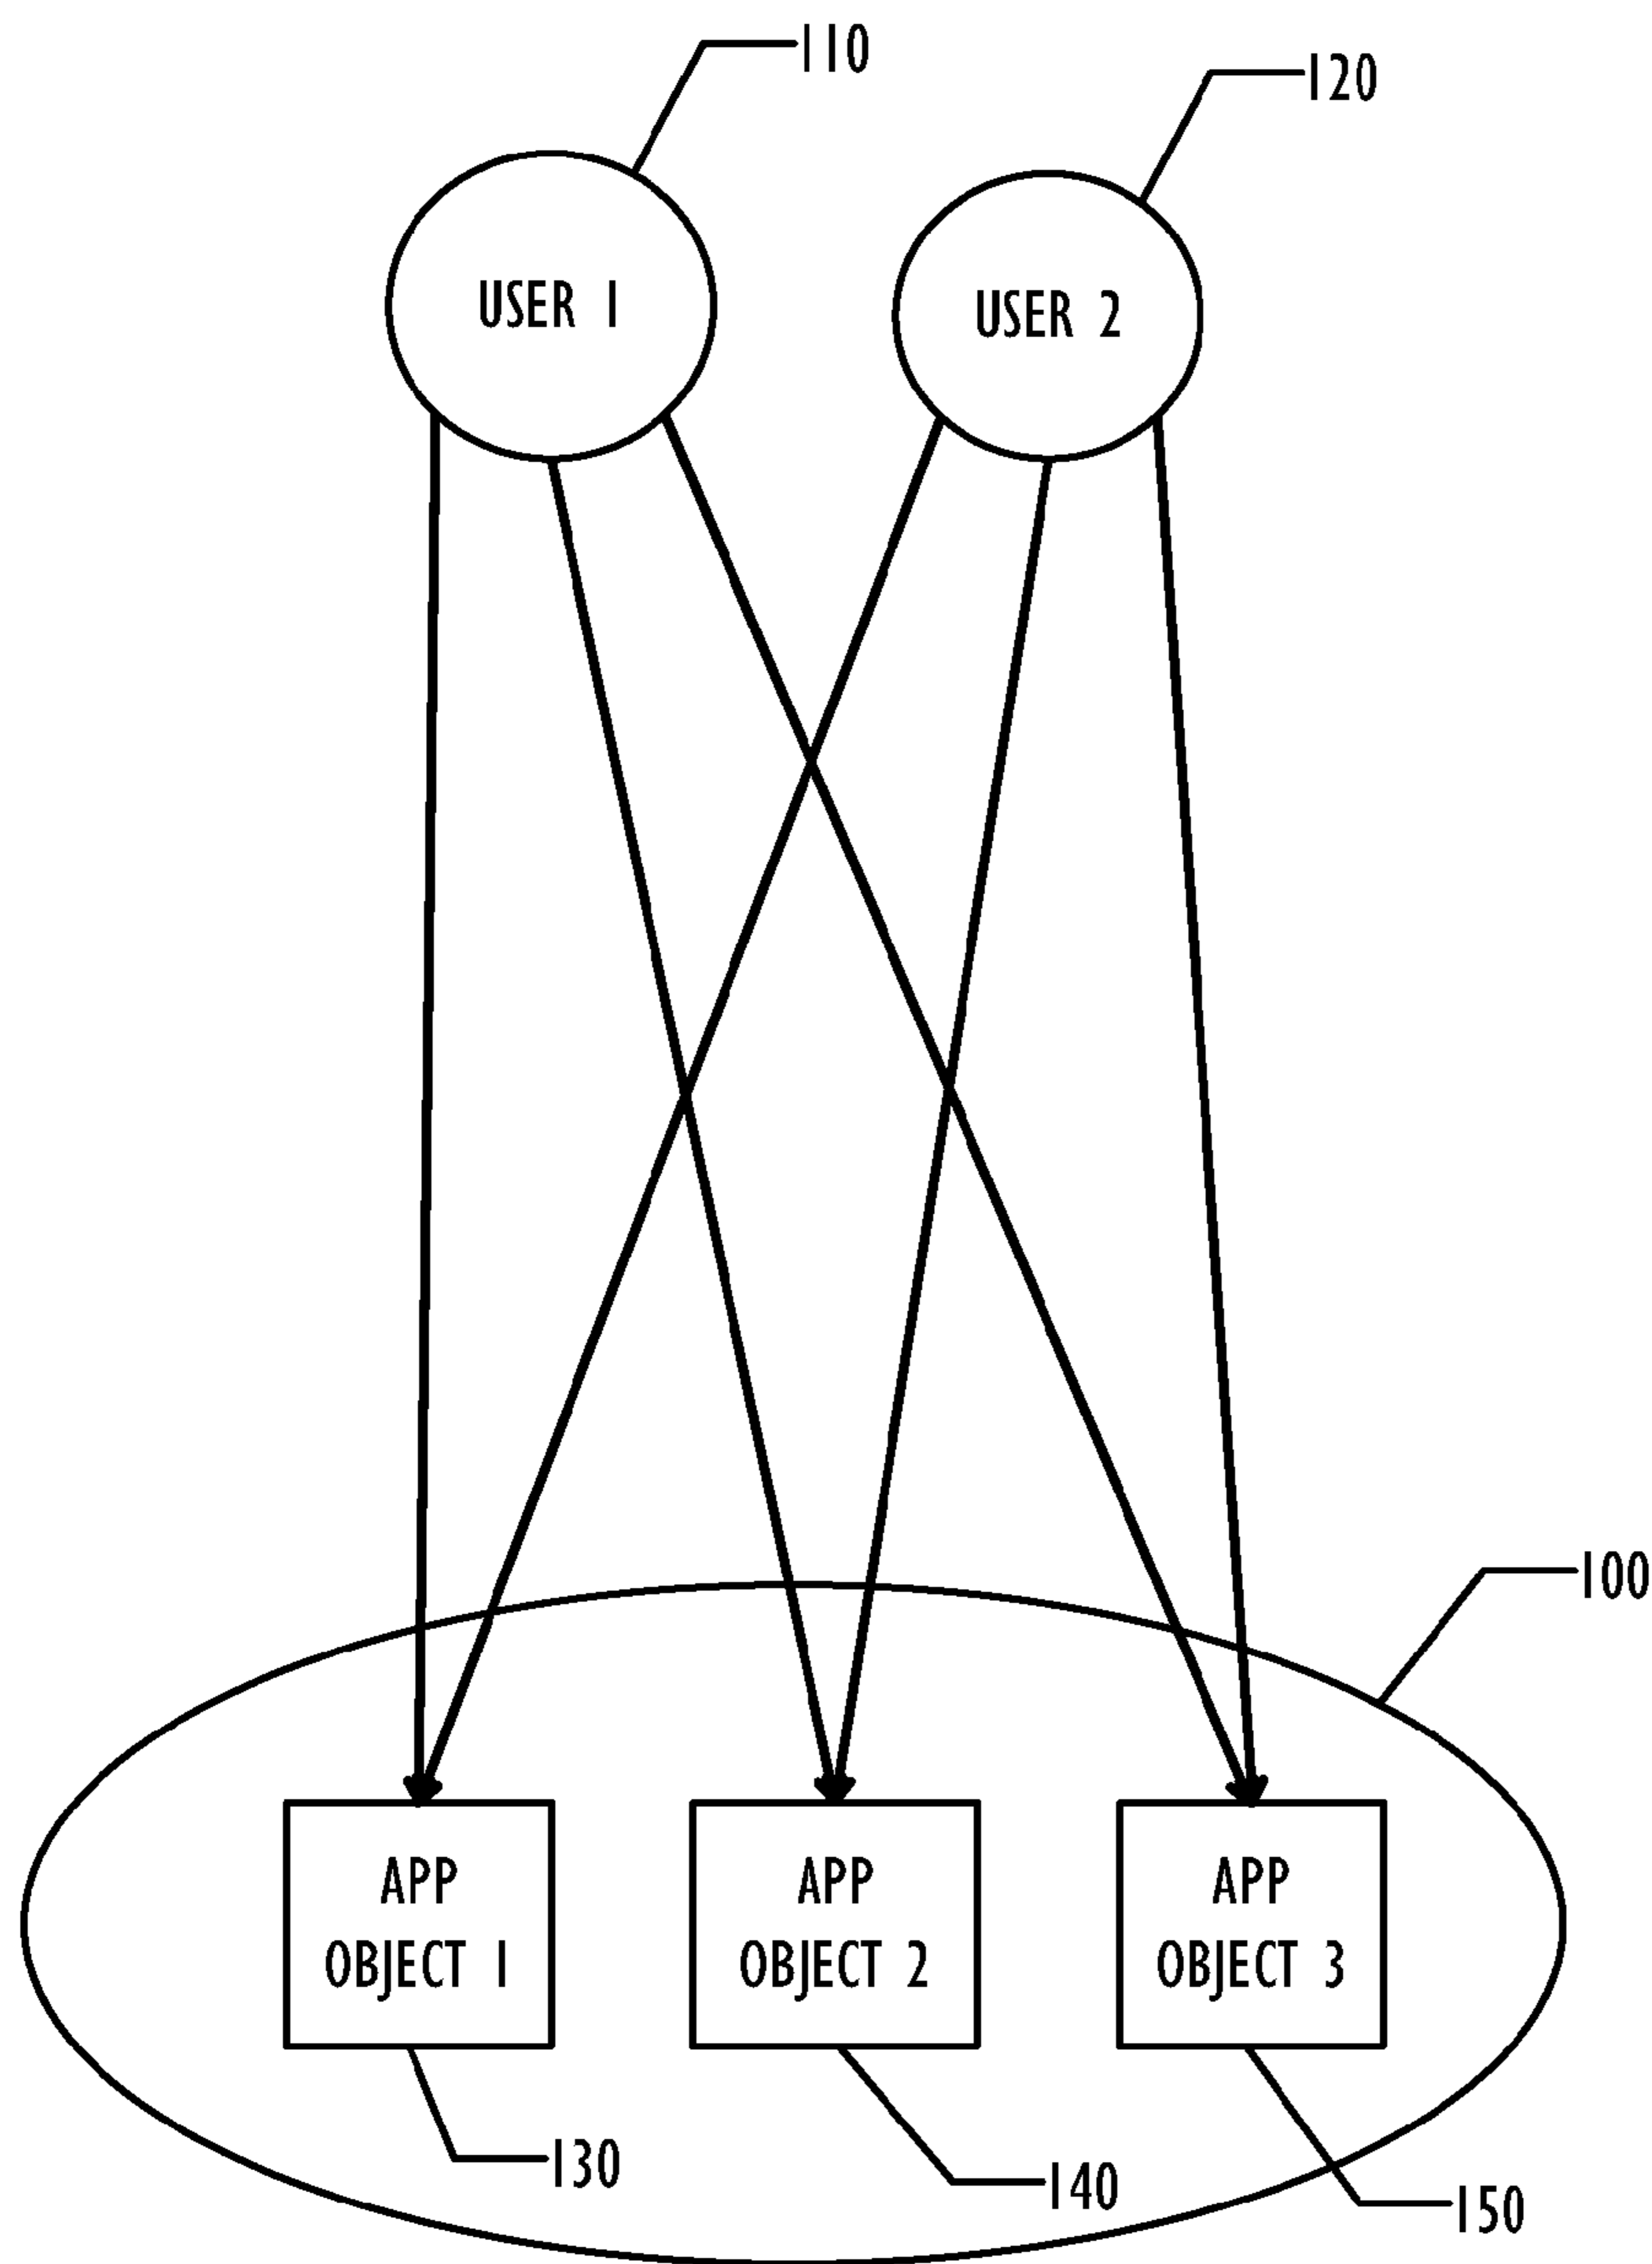 110
120
USER 1
USER 2
100
APP
OBJECT 1
APP
OBJECT 2
APP
OBJECT 3
130
140
150